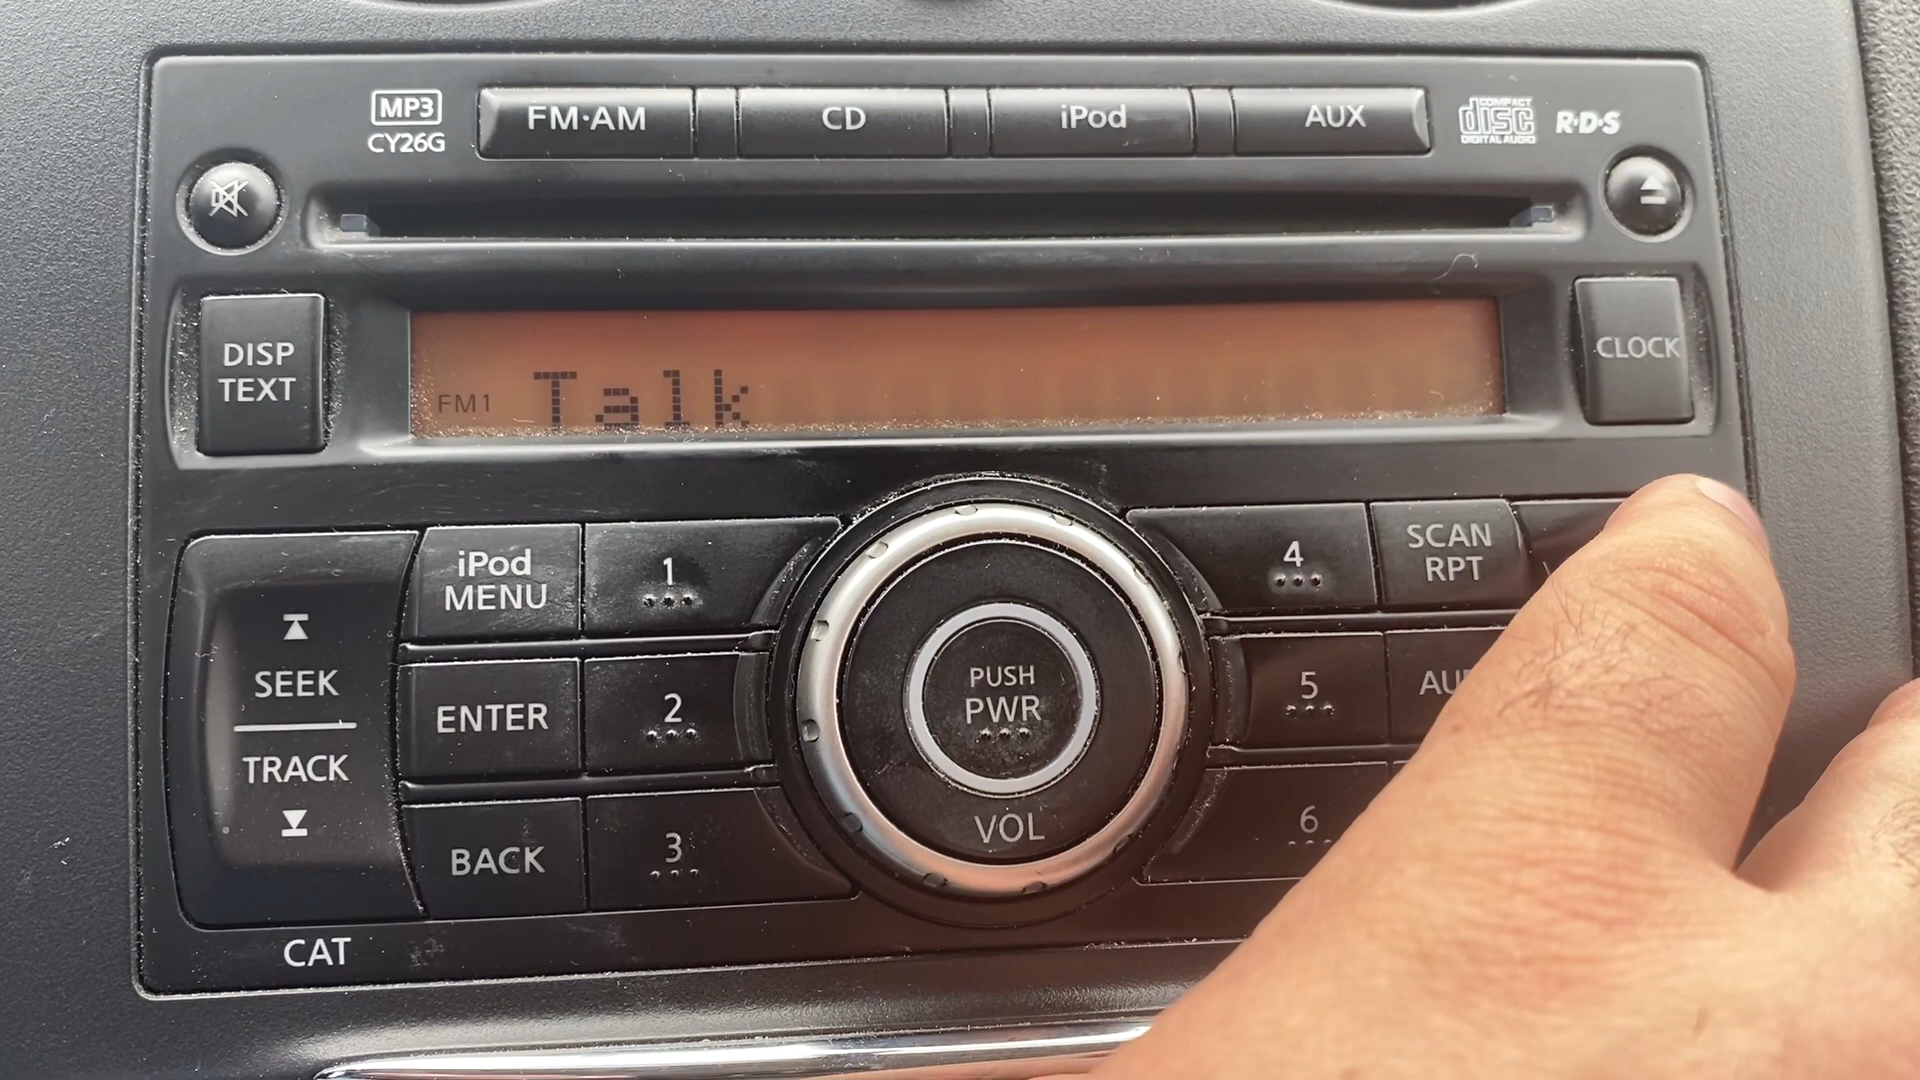 MP3
CY26G
FM·AM
CD
iPod
AUX
COMPACT
disc
DIGITAL AUDIO
R·D·S
DISP
TEXT
FM1
Talk
CLOCK
SEEK
TRACK
CAT
iPod
MENU
ENTER
BACK
1
2
3
PUSH
PWR
VOL
4
5
6
SCAN
RPT